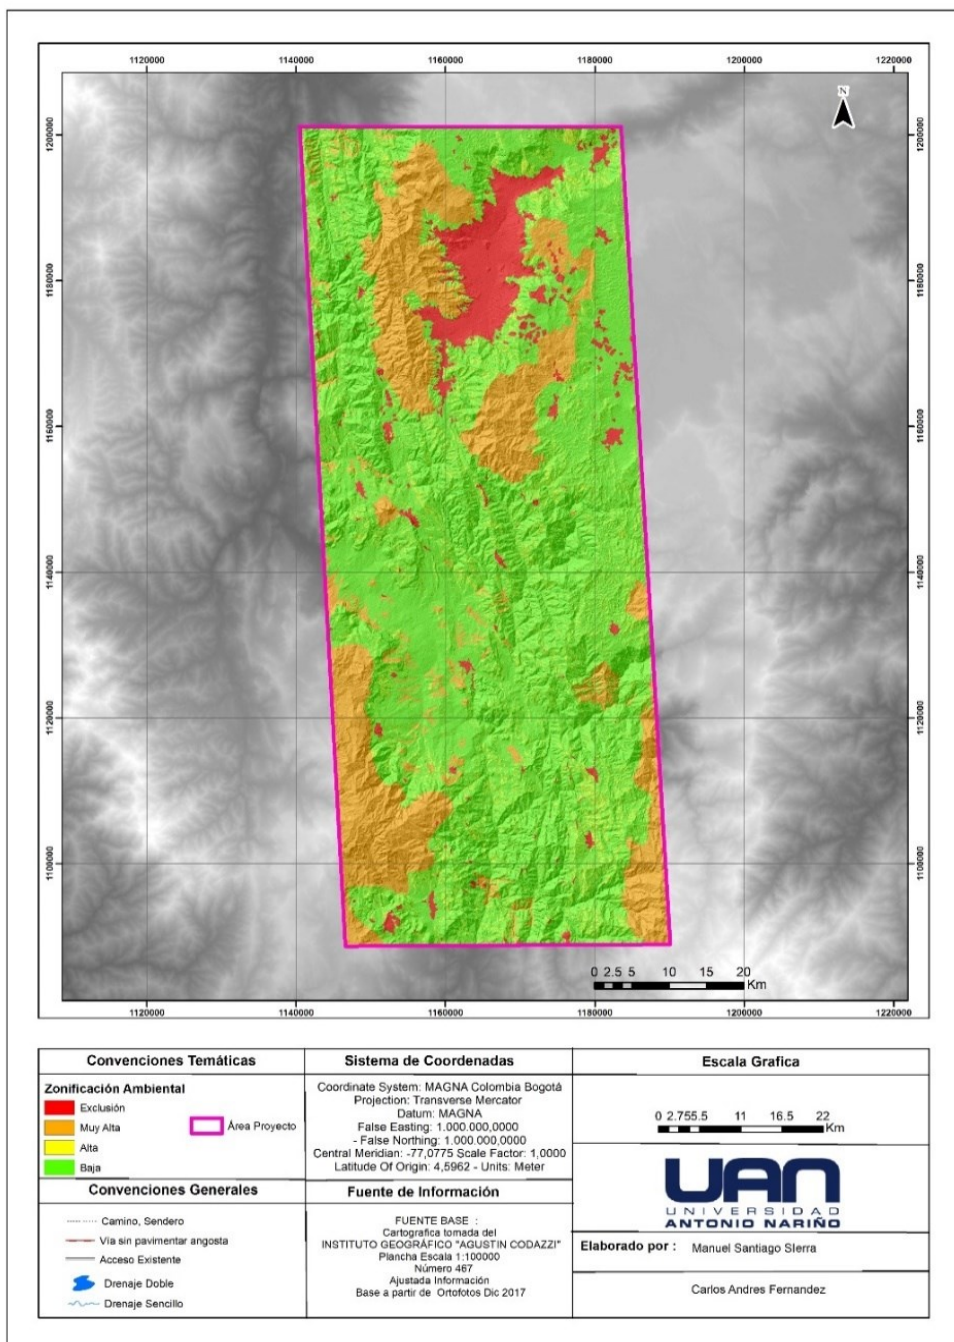 1120000 1140000 1160000 1180000 1200000 1220000
N
1200000 1200000
1180000 1180000
1160000 1160000
1140000 1140000
1120000 1120000
1100000 1100000
0 2.5 5 10 15 20
Km
1120000 1140000 1160000 1180000 1200000 1220000
Convenciones Temáticas
Zonificación Ambiental
Exclusión
Muy Alta
Alta
Baja
Área Proyecto
Convenciones Generales
Camino, Sendero
Via sin pavimentar angosta
Acceso Existente
Drenaje Doble
Drenaje Sencillo
Sistema de Coordenadas
Coordinate System: MAGNA Colombia Bogotá
Projection: Transverse Mercator
Datum: MAGNA
False Easting: 1.000.000,0000
- False Northing: 1.000.000,0000
Central Meridian: -77,0775 Scale Factor: 1,0000
Latitude Of Origin: 4,5962 - Units: Meter
Fuente de Información
FUENTE BASE :
Cartografica tomada del
INSTITUTO GEOGRÁFICO "AGUSTIN CODAZZI"
Plancha Escala 1:100000
Número 467
Ajustada Información
Base a partir de Ortofotos Dic 2017
Escala Grafica
0 2.755.5 11 16.5 22
Km
UAN
UNIVERSIDAD
ANTONIO NARIÑO
Elaborado por : Manuel Santiago SIerra
Carlos Andres Fernandez